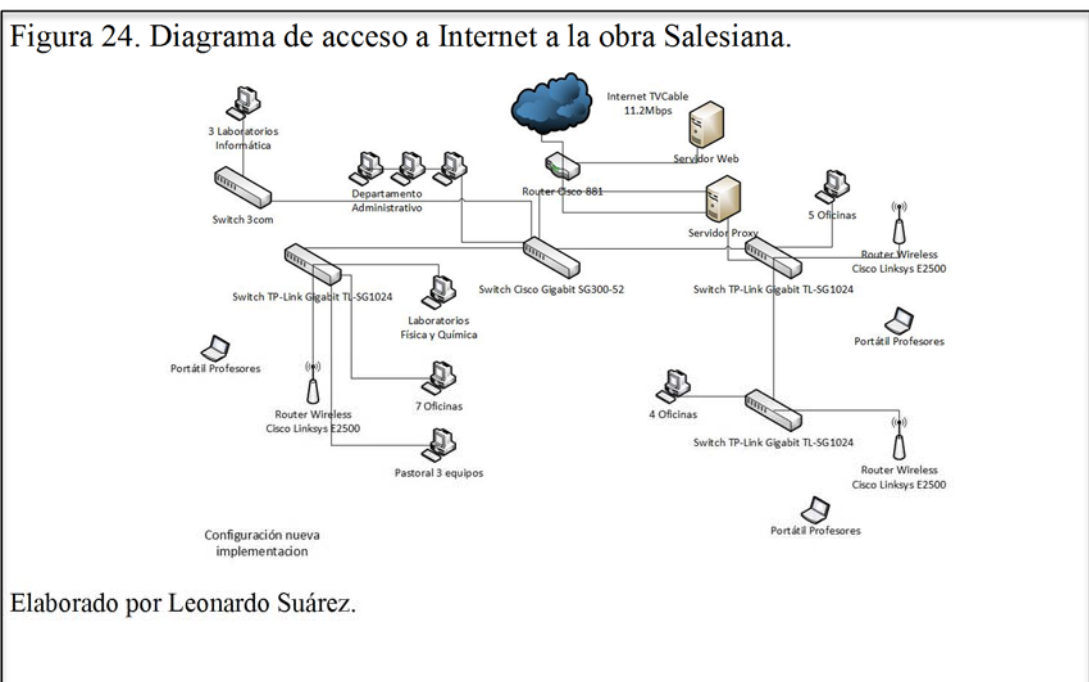 Figura 24. Diagrama de acceso a Internet a la obra Salesiana.
Internet TVCable
11.2Mbps
3 Laboratorios
Informática
Servidor Web
Departamento
Administrativo
Router Cisco 881
Switch 3com
5 Oficinas
Servidor Proxy
Router Wireless
Cisco Linksys E2500
Switch TP-Link Gigabit TL-SG1024
Switch Cisco Gigabit SG300-52
Switch TP-Link Gigabit TL-SG1024
Laboratorios
Física y Química
Portátil Profesores
Portátil Profesores
7 Oficinas
Router Wireless
Cisco Linksys E2500
4 Oficinas
Switch TP-Link Gigabit TL-SG1024
Pastoral 3 equipos
Router Wireless
Cisco Linksys E2500
Portátil Profesores
Configuración nueva
implementacion
Elaborado por Leonardo Suárez.